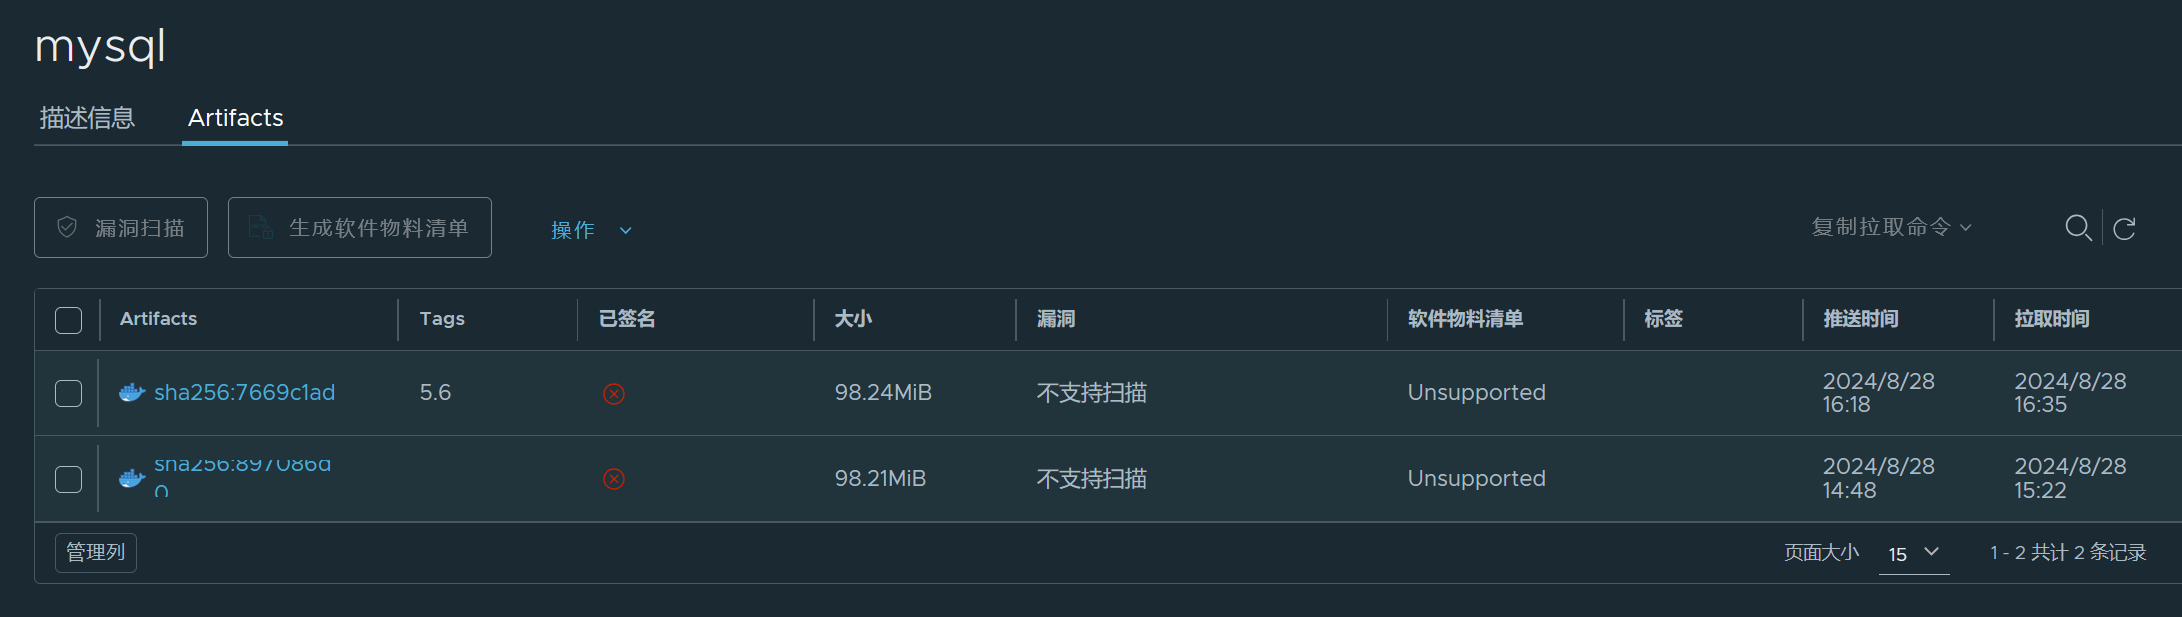 mysql
描述信息 Artifacts
漏洞扫描 生成软件物料清单 操作 复制拉取命令
Artifacts Tags 已签名 大小 漏洞 软件物料清单 标签 推送时间 拉取时间
sha256:7669c1ad 5.6 98.24MiB 不支持扫描 Unsupported 2024/8/28 16:18 2024/8/28 16:35
sha256:897086d0 98.21MiB 不支持扫描 Unsupported 2024/8/28 14:48 2024/8/28 15:22
管理列 页面大小 15 1 - 2 共计 2 条记录